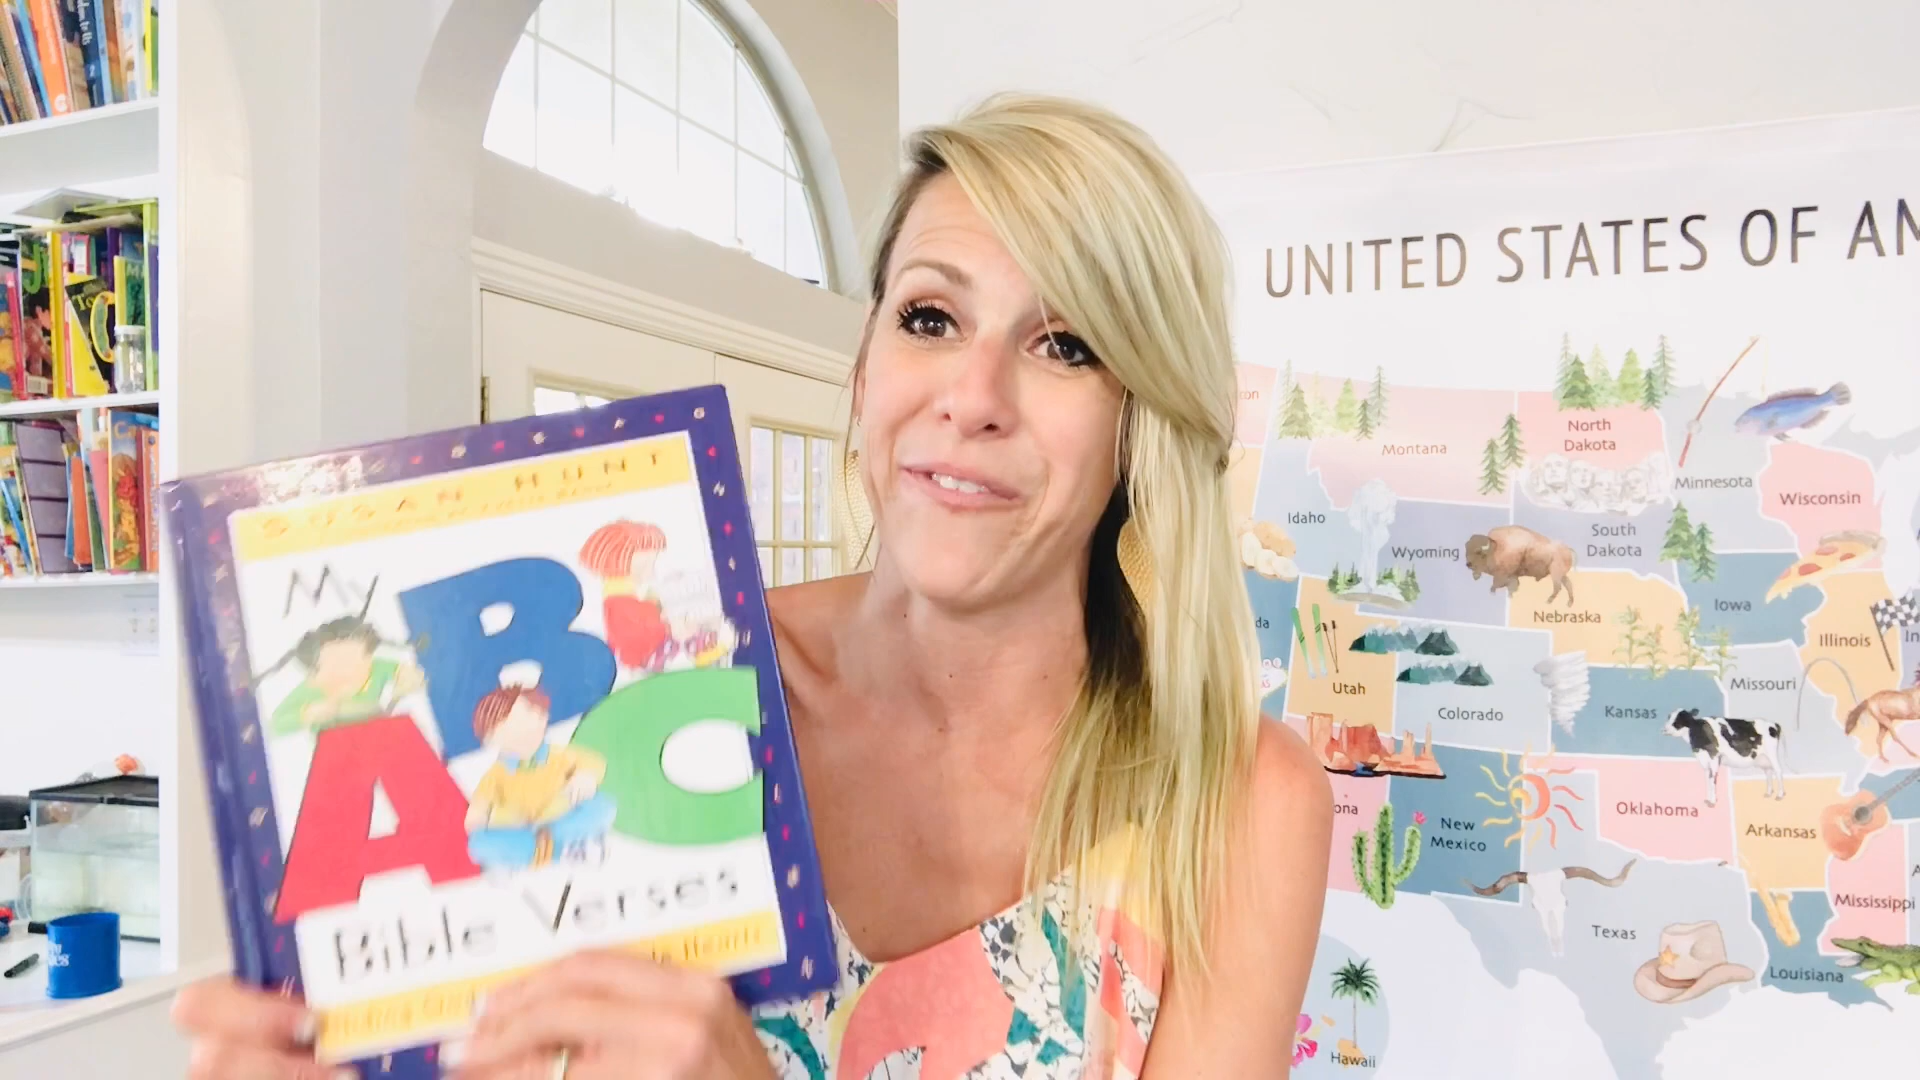 SUSAN HUNT
My
ABC
Bible Verses
UNITED STATES OF AM
Montana
North
Dakota
Minnesota
Wisconsin
Idaho
Wyoming
South
Dakota
Nebraska
Iowa
Illinois
Utah
Colorado
Kansas
Missouri
New
Mexico
Oklahoma
Arkansas
Mississippi
Texas
Louisiana
Hawaii